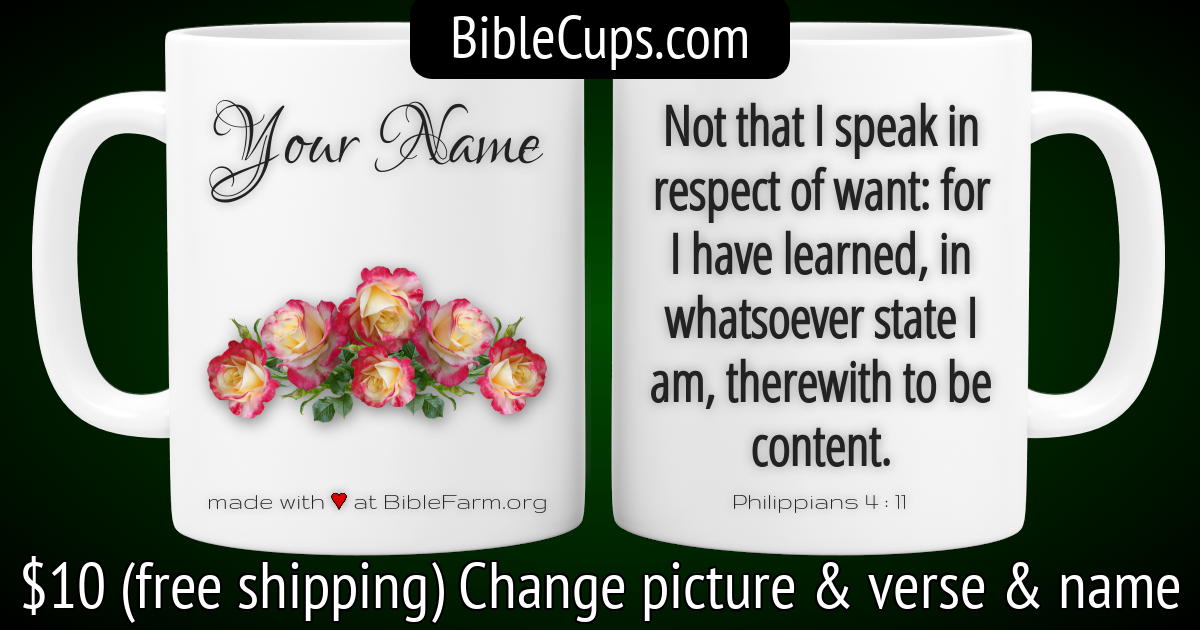 BibleCups.com
Your Name
made with ♥ at BibleFarm.org
Not that I speak in
respect of want: for
I have learned, in
whatsoever state I
am, therewith to be
content.
Philippians 4 : 11
$10 (free shipping) Change picture & verse & name